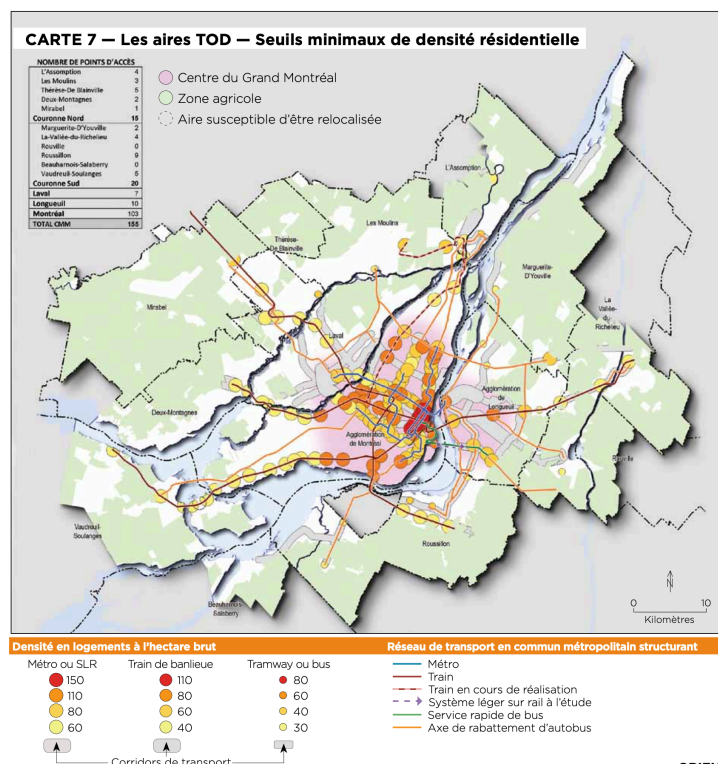 CARTE 7 — Les aires TOD — Seuils minimaux de densité résidentielle
NOMBRE DE POINTS D'ACCÈS
L'Assomption 4
Les Moulins 3
Thérèse-De Blainville 5
Deux-Montagnes 2
Mirabel 1
Couronne Nord 15
Marguerite-D'Youville 2
La-Vallée-du-Richelieu 4
Rouville 0
Roussillon 9
Beauharnois-Salaberry 0
Vaudreuil-Soulanges 5
Couronne Sud 20
Laval 7
Longueuil 10
Montréal 103
TOTAL CMM 155
Centre du Grand Montréal
Zone agricole
Aire susceptible d'être relocalisée
L'Assomption
Les Moulins
Thérèse-
De Blainville
Marguerite-
D'Youville
Mirabel
La
Vallée-
du-
Richelieu
Laval
Deux-Montagnes
Agglomération
de
Longueuil
Agglomération
de Montréal
Rouville
Vaudreuil-
Soulanges
Roussillon
Beauharnois-
Salaberry
N
0 10
Kilomètres
Densité en logements à l'hectare brut
Métro ou SLR
150
110
80
60
Train de banlieue
110
80
60
40
Tramway ou bus
80
60
40
30
Corridors de transport
Réseau de transport en commun métropolitain structurant
Métro
Train
Train en cours de réalisation
Système léger sur rail à l'étude
Service rapide de bus
Axe de rabattement d'autobus